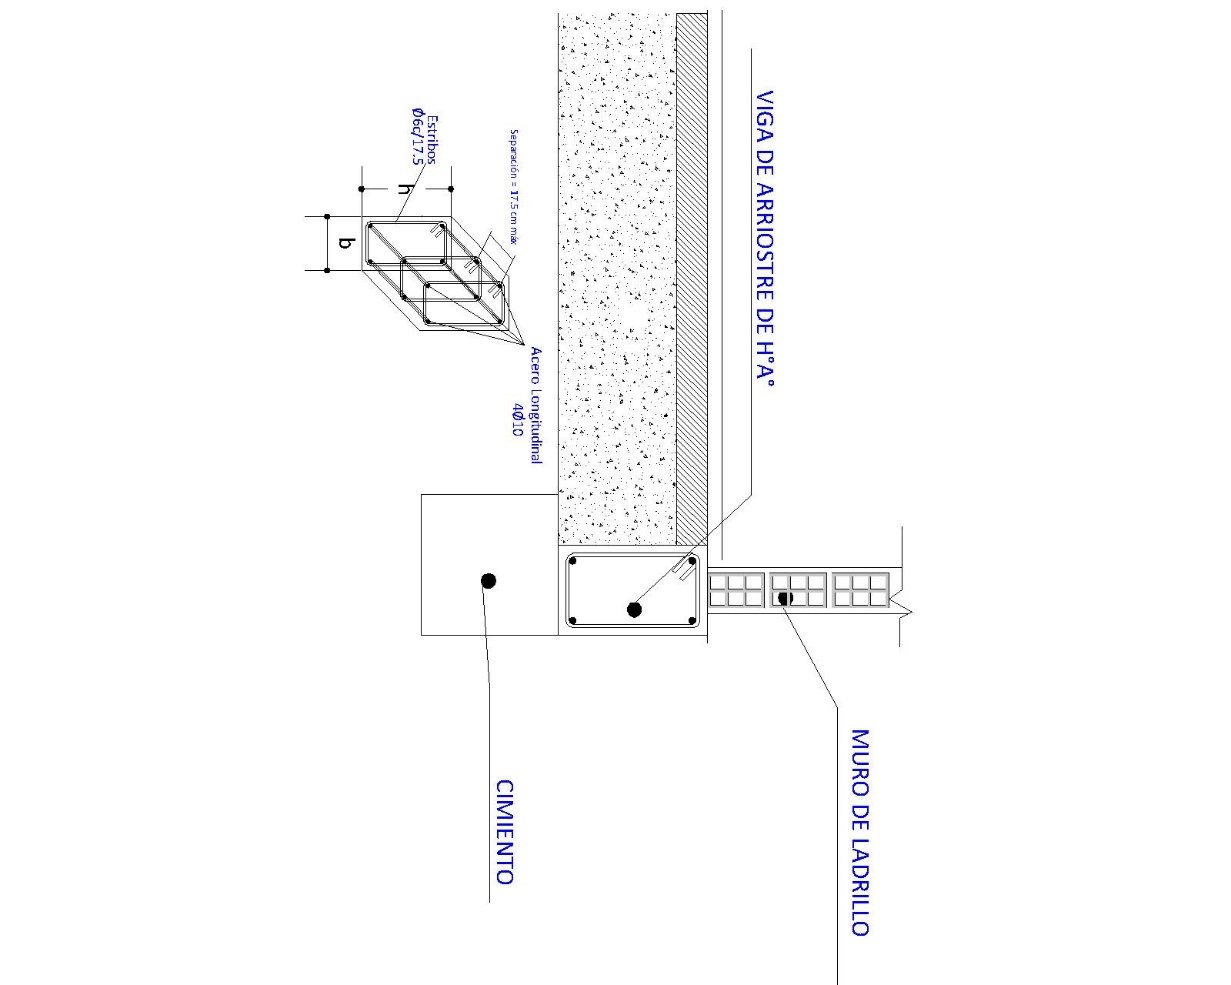 VIGA DE ARRIOSTRE DE H°A°
MURO DE LADRILLO
Separación = 17.5 cm máx
Estribos
Ø6c/17.5
h
b
Acero Longitudinal
4Ø10
CIMIENTO